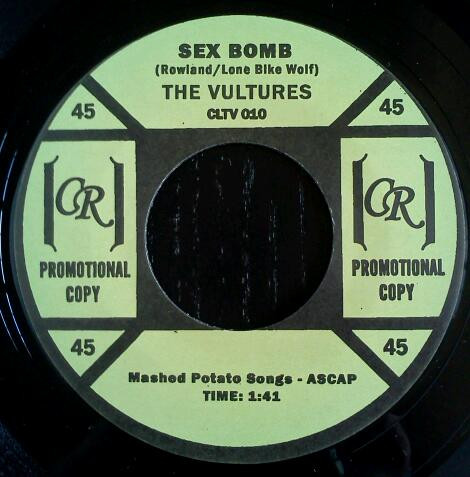 SEX BOMB
(Rowland/Lone Bike Wolf)
THE VULTURES
CLTV 010
45
45
[CR]
PROMOTIONAL
COPY
[CR]
PROMOTIONAL
COPY
45
45
Mashed Potato Songs - ASCAP
TIME: 1:41